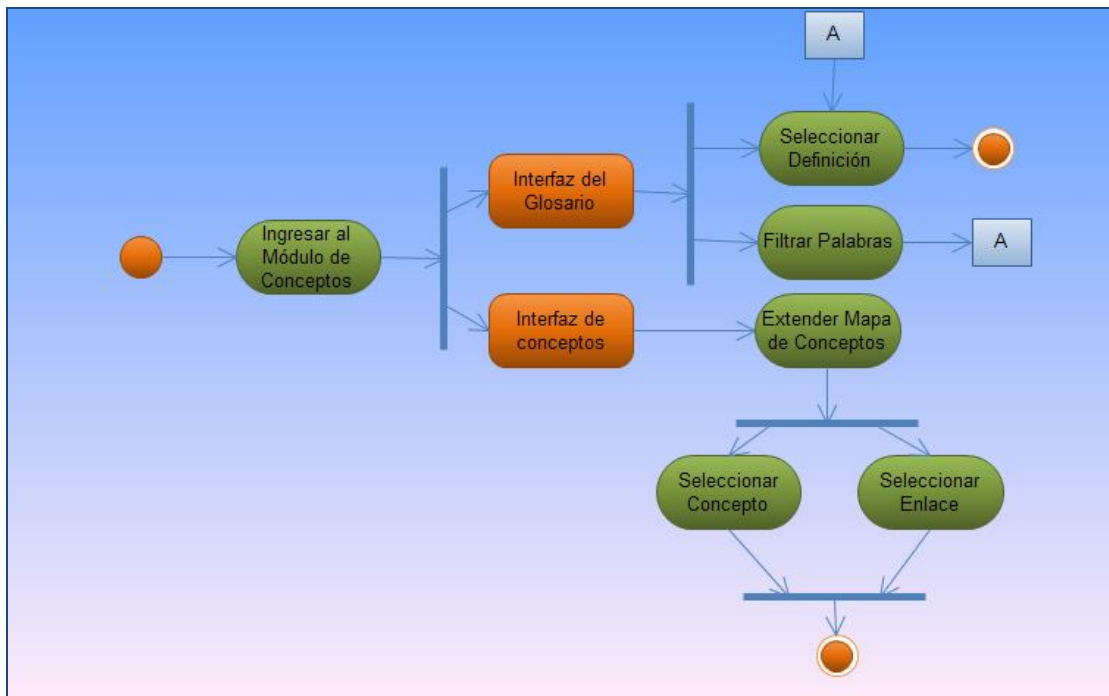 A
Seleccionar
Definición
Interfaz del
Glosario
Ingresar al
Módulo de
Conceptos
Filtrar Palabras
A
Interfaz de
conceptos
Extender Mapa
de Conceptos
Seleccionar
Concepto
Seleccionar
Enlace